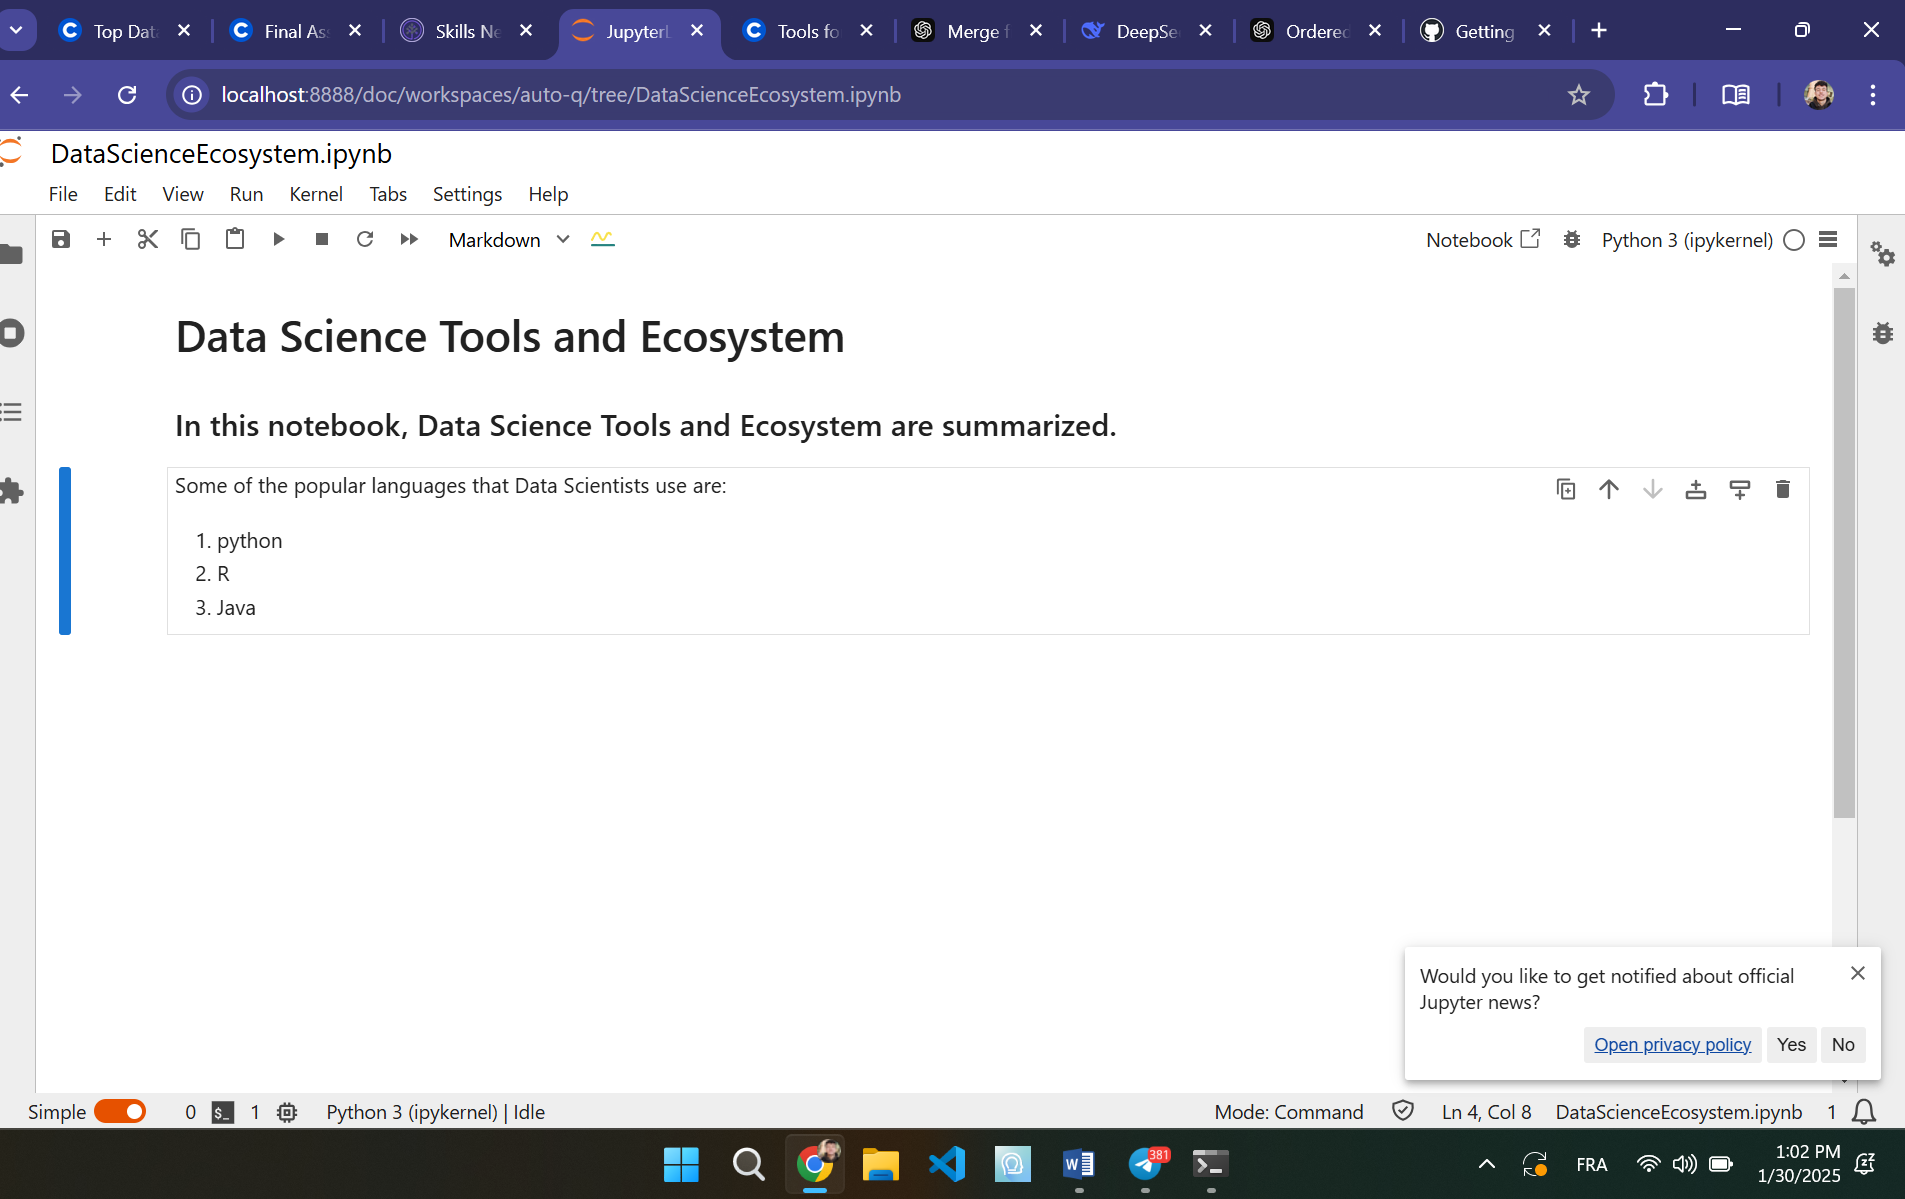 Top Dat
Final Ass
Skills Ne
JupyterL
Tools fo
Merge f
DeepSe
Ordered
Getting
localhost:8888/doc/workspaces/auto-q/tree/DataScienceEcosystem.ipynb
DataScienceEcosystem.ipynb
File Edit View Run Kernel Tabs Settings Help
Markdown
Notebook
Python 3 (ipykernel)
Data Science Tools and Ecosystem
In this notebook, Data Science Tools and Ecosystem are summarized.
Some of the popular languages that Data Scientists use are:
1. python
2. R
3. Java
Would you like to get notified about official
Jupyter news?
Open privacy policy Yes No
Simple 0 $_ 1 Python 3 (ipykernel) | Idle Mode: Command Ln 4, Col 8 DataScienceEcosystem.ipynb 1
381
FRA
1:02 PM
1/30/2025